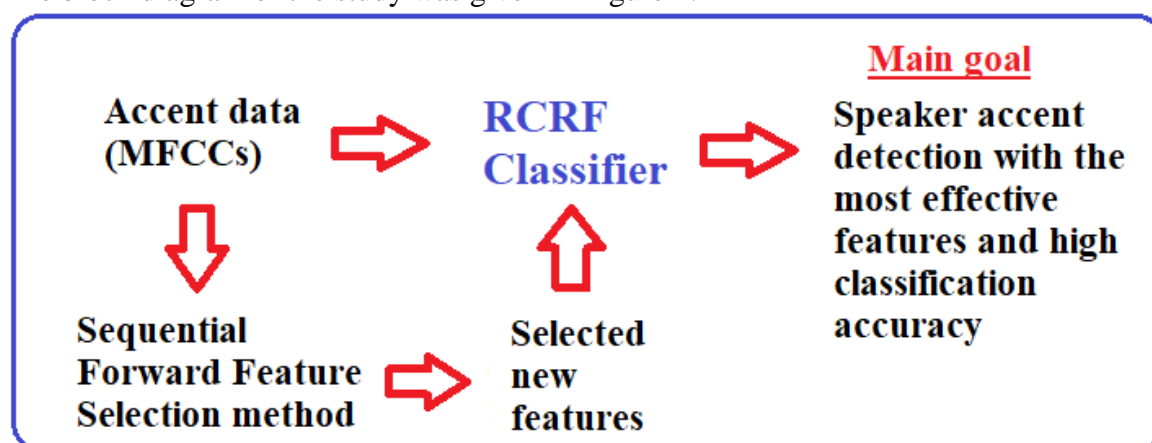 Accent data
(MFCCs)
RCRF
Classifier
Main goal
Speaker accent
detection with the
most effective
features and high
classification
accuracy
Sequential
Forward Feature
Selection method
Selected
new
features